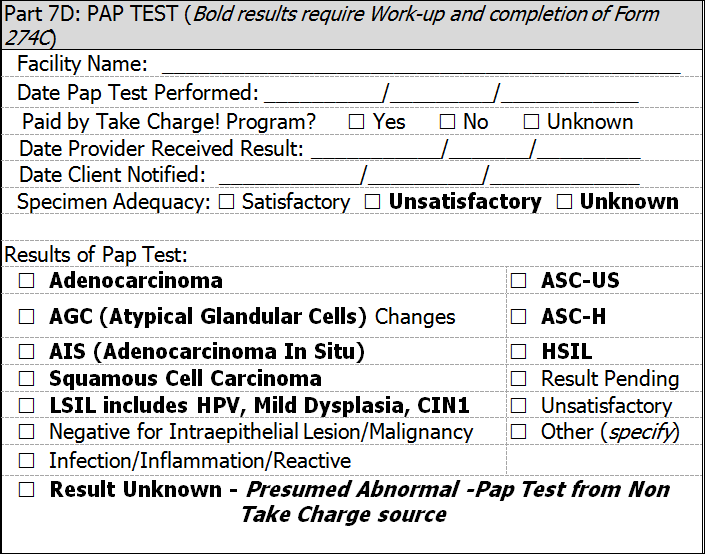 Part 7D: PAP TEST (Bold results require Work-up and completion of Form
274C)
Facility Name: ___________________________________________
Date Pap Test Performed: __________/_________/____________
Paid by Take Charge! Program? ☐ Yes ☐ No ☐ Unknown
Date Provider Received Result: ___________/_______/_________
Date Client Notified: ____________/__________/_____________
Specimen Adequacy: ☐ Satisfactory ☐ Unsatisfactory ☐ Unknown
Results of Pap Test:
☐ Adenocarcinoma ☐ ASC-US
☐ AGC (Atypical Glandular Cells) Changes ☐ ASC-H
☐ AIS (Adenocarcinoma In Situ) ☐ HSIL
☐ Squamous Cell Carcinoma ☐ Result Pending
☐ LSIL includes HPV, Mild Dysplasia, CIN1 ☐ Unsatisfactory
☐ Negative for Intraepithelial Lesion/Malignancy ☐ Other (specify)
☐ Infection/Inflammation/Reactive
☐ Result Unknown - Presumed Abnormal -Pap Test from Non
Take Charge source